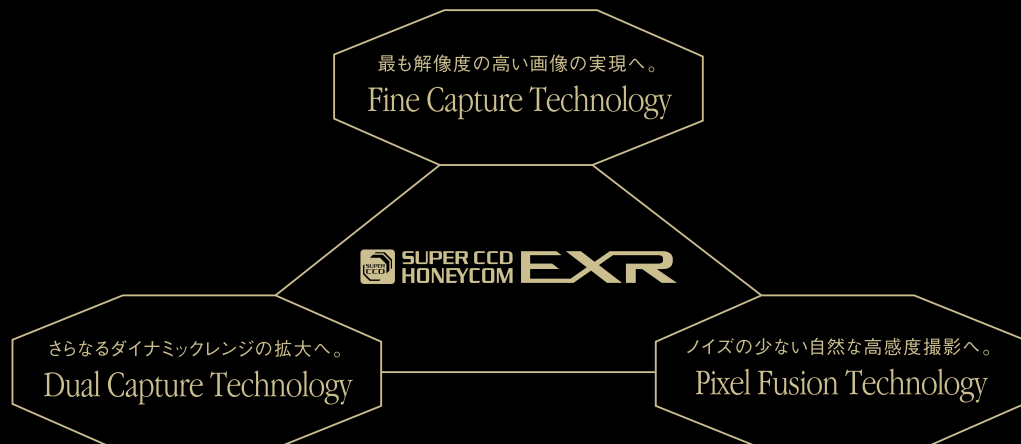 最も解像度の高い画像の実現へ。
Fine Capture Technology
SUPER CCD
SUPER CCD
HONEYCOM
EXR
さらなるダイナミックレンジの拡大へ。
Dual Capture Technology
ノイズの少ない自然な高感度撮影へ。
Pixel Fusion Technology